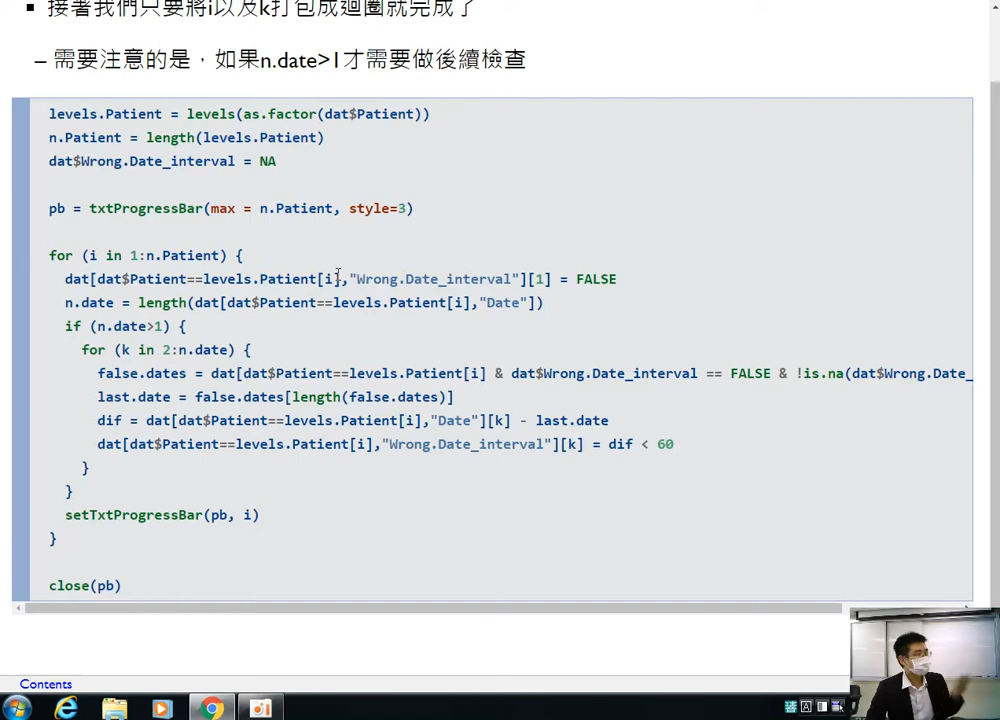 ▪ 接著我們只要將i以及k打包成迴圈就完成了
– 需要注意的是，如果n.date>1才需要做後續檢查
levels.Patient = levels(as.factor(dat$Patient))
n.Patient = length(levels.Patient)
dat$Wrong.Date_interval = NA
pb = txtProgressBar(max = n.Patient, style=3)
for (i in 1:n.Patient) {
dat[dat$Patient==levels.Patient[i],"Wrong.Date_interval"][1] = FALSE
n.date = length(dat[dat$Patient==levels.Patient[i],"Date"])
if (n.date>1) {
for (k in 2:n.date) {
false.dates = dat[dat$Patient==levels.Patient[i] & dat$Wrong.Date_interval == FALSE & !is.na(dat$Wrong.Date_
last.date = false.dates[length(false.dates)]
dif = dat[dat$Patient==levels.Patient[i],"Date"][k] - last.date
dat[dat$Patient==levels.Patient[i],"Wrong.Date_interval"][k] = dif < 60
}
}
setTxtProgressBar(pb, i)
}
close(pb)
Contents